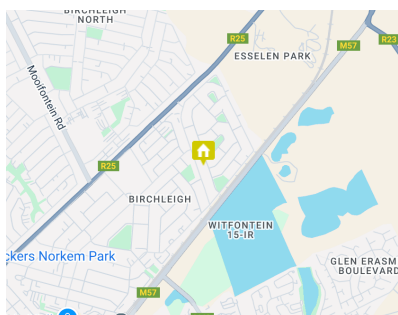 BIRCHLEIGH
NORTH
R25
R23
M57
ESSELEN PARK
Mooifontein Rd
R25
BIRCHLEIGH
WITFONTEIN
15-IR
ckers Norkem Park
GLEN ERASM
BOULEVARD
M57